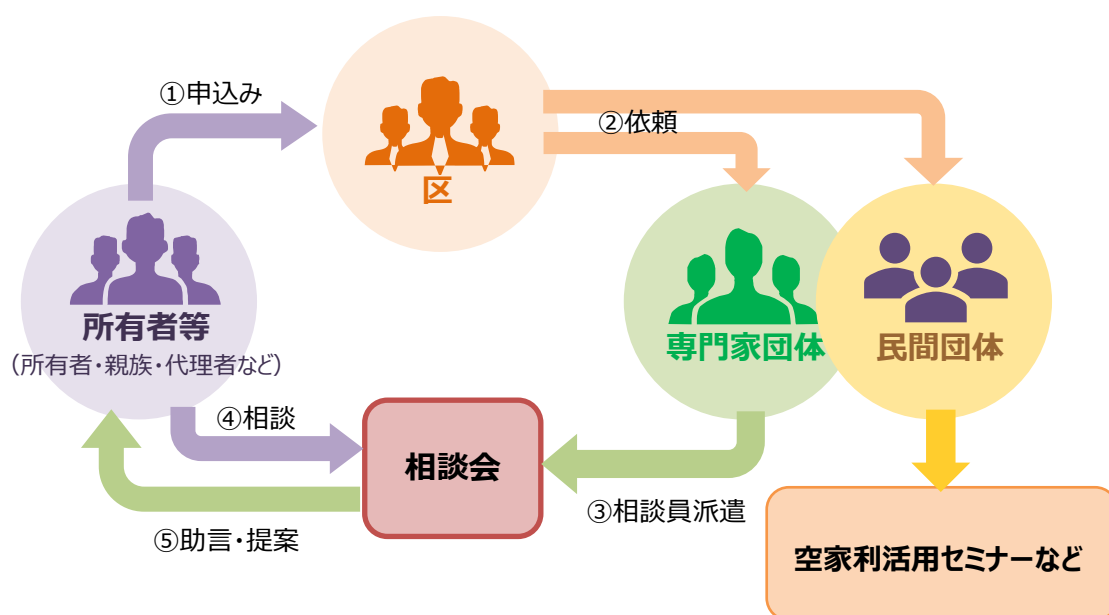 ①申込み
②依頼
区
所有者等
（所有者・親族・代理者など）
専門家団体
民間団体
④相談
相談会
③相談員派遣
⑤助言・提案
空家利活用セミナーなど